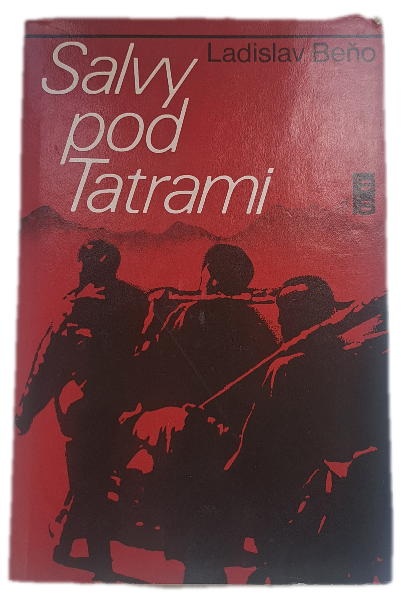 Ladislav Beňo
Salvy
pod
Tatrami